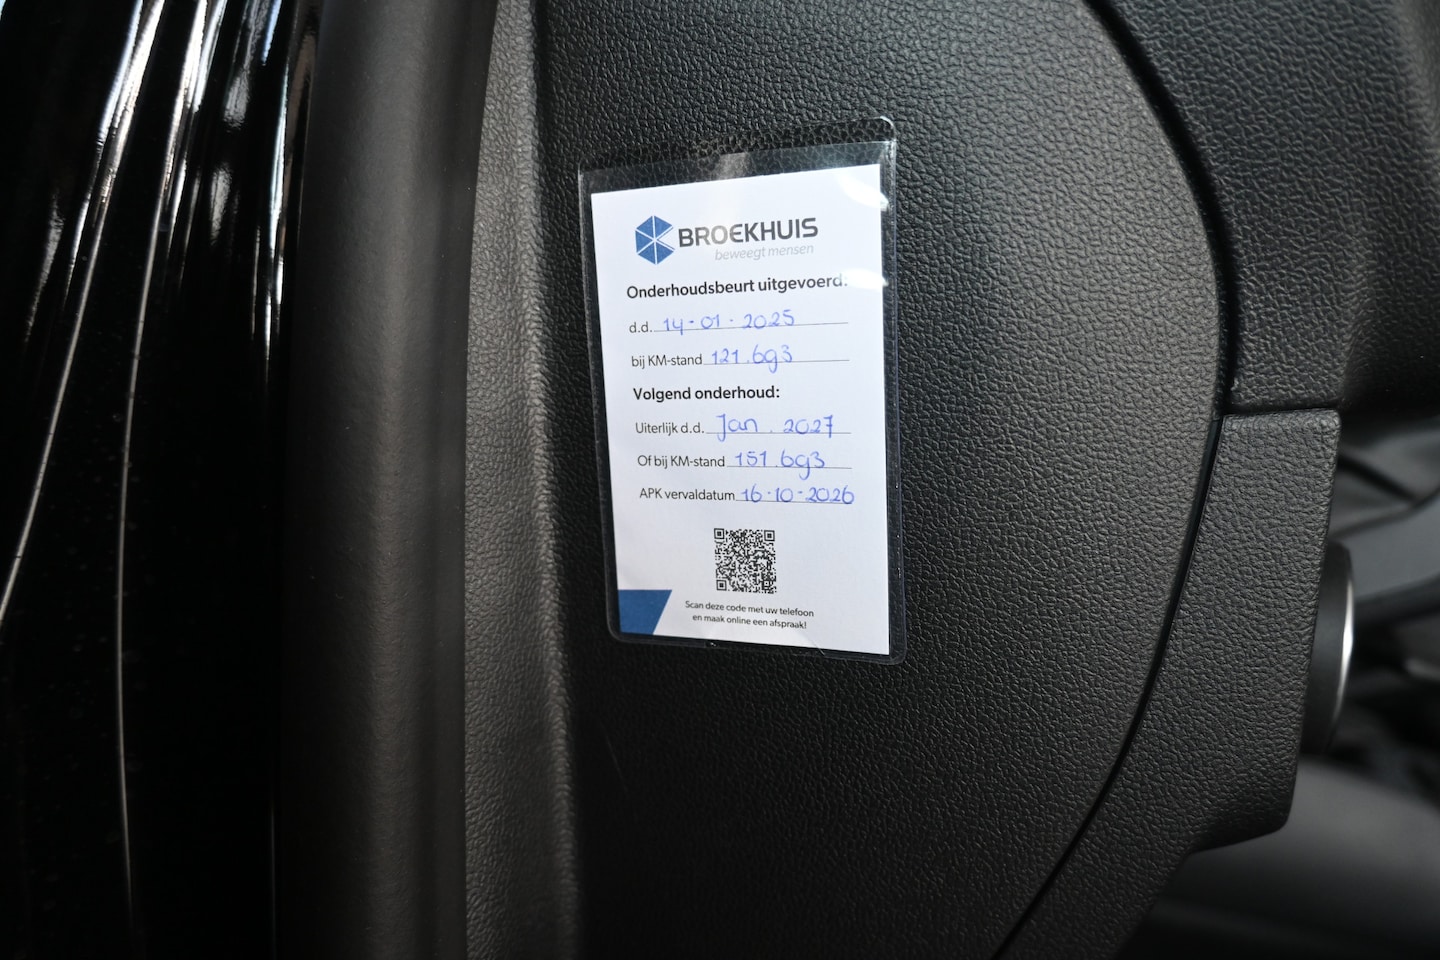 BROEKHUIS
beweegt mensen
Onderhoudsbeurt uitgevoerd:
d.d. 14-01-2025
bij KM-stand 121.693
Volgend onderhoud:
Uiterlijk d.d. Jan. 2027
Of bij KM-stand 151.693
APK vervaldatum 16-10-2026
Scan deze code met uw telefoon
en maak online een afspraak!